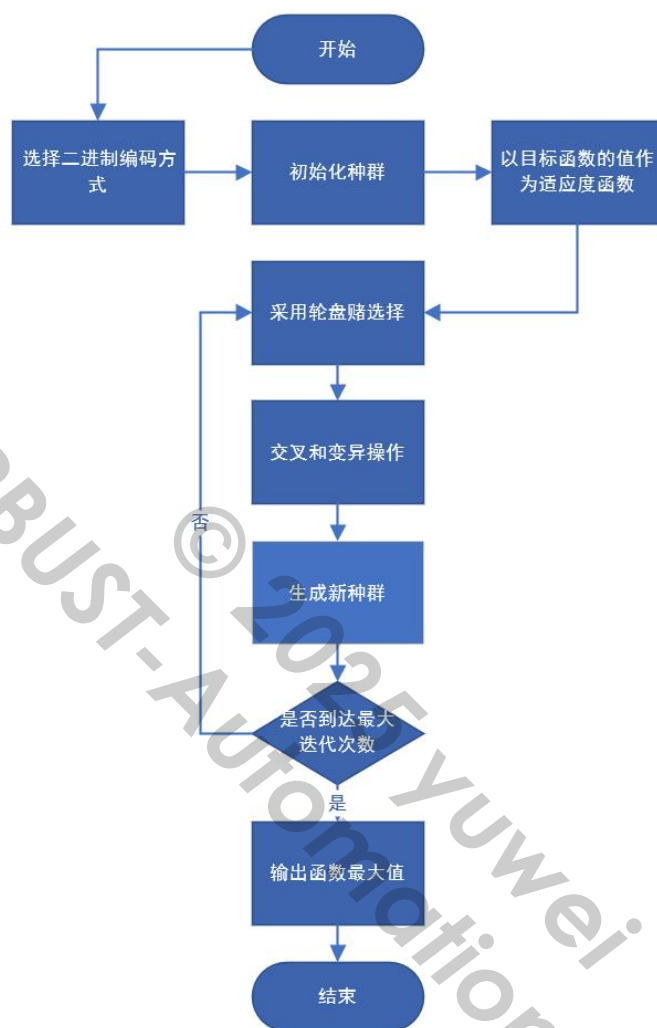 开始
选择二进制编码方
式
初始化种群
以目标函数的值作
为适应度函数
采用轮盘赌选择
交叉和变异操作
否
生成新种群
是否到达最大
迭代次数
是
输出函数最大值
结束
© 2025 YUWei
BUST-Automation